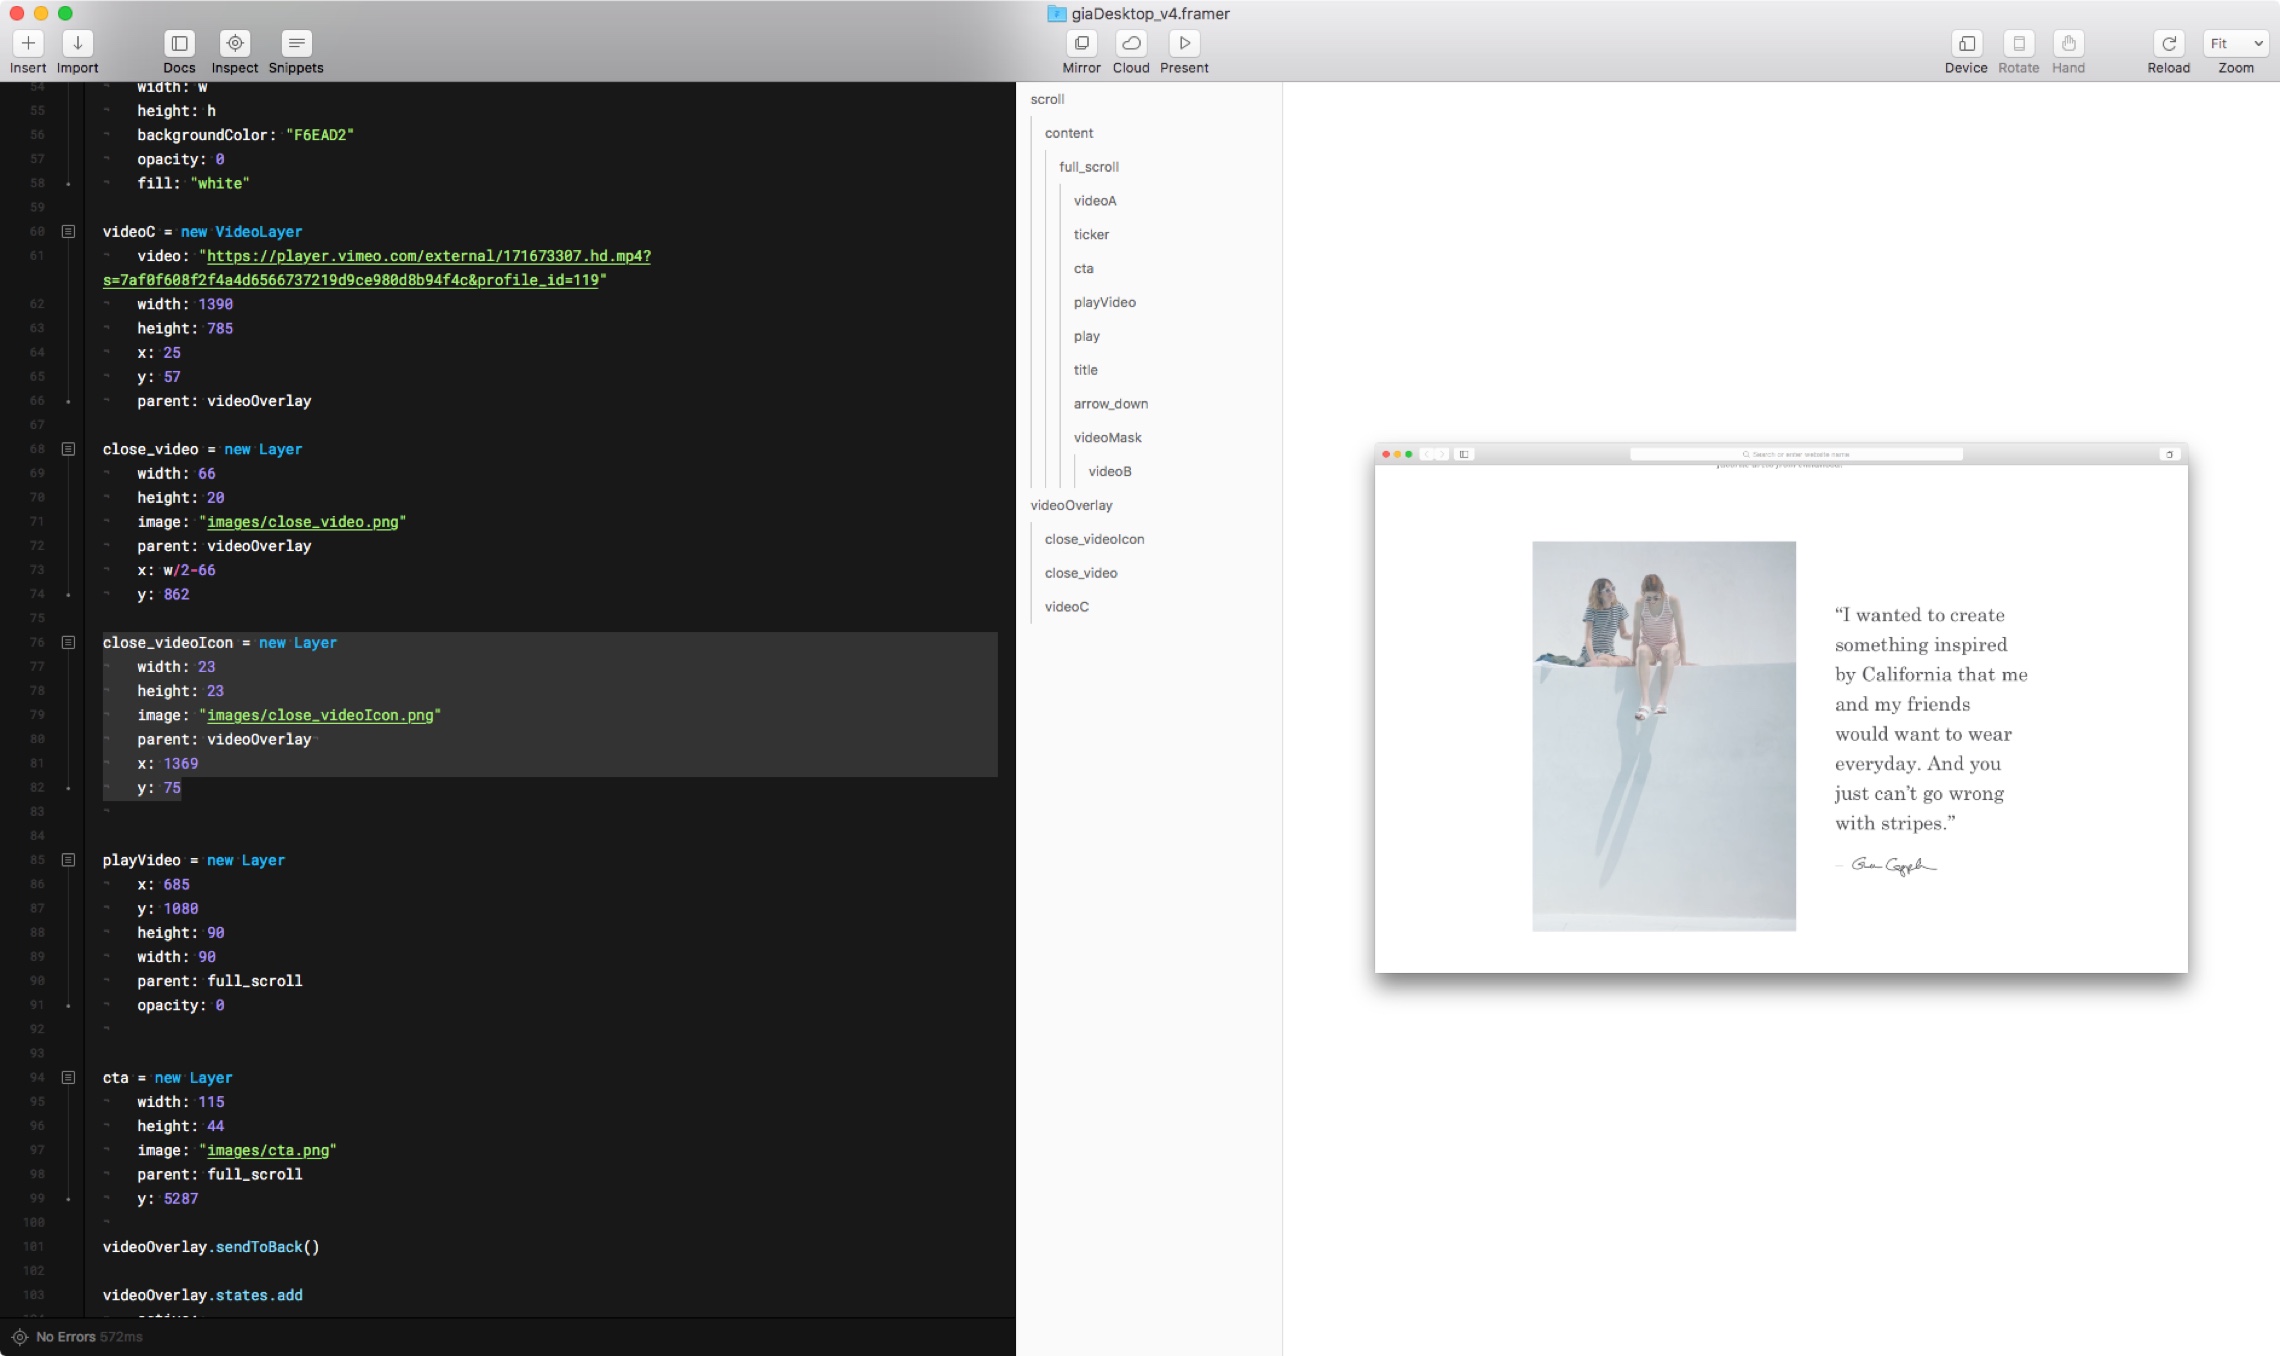 giaDesktop_v4.framer
Insert
Import
Docs
Inspect
Snippets
Mirror
Cloud
Present
Device
Rotate
Hand
Reload
Fit
Zoom
54 width: w
55 height: h
56 backgroundColor: "F6EAD2"
57 opacity: 0
58 fill: "white"
59
60 videoC = new VideoLayer
61 video: "https://player.vimeo.com/external/171673307.hd.mp4?
s=7af0f608f2f4a4d6566737219d9ce980d8b94f4c&profile_id=119"
62 width: 1390
63 height: 785
64 x: 25
65 y: 57
66 parent: videoOverlay
67
68 close_video = new Layer
69 width: 66
70 height: 20
71 image: "images/close_video.png"
72 parent: videoOverlay
73 x: w/2-66
74 y: 862
75
76 close_videoIcon = new Layer
77 width: 23
78 height: 23
79 image: "images/close_videoIcon.png"
80 parent: videoOverlay
81 x: 1369
82 y: 75
83
84
85 playVideo = new Layer
86 x: 685
87 y: 1080
88 height: 90
89 width: 90
90 parent: full_scroll
91 opacity: 0
92
93
94 cta = new Layer
95 width: 115
96 height: 44
97 image: "images/cta.png"
98 parent: full_scroll
99 y: 5287
100
101 videoOverlay.sendToBack()
102
103 videoOverlay.states.add
No Errors 572ms
scroll
content
full_scroll
videoA
ticker
cta
playVideo
play
title
arrow_down
videoMask
videoB
videoOverlay
close_videoIcon
close_video
videoC
Search or enter website name
“I wanted to create
something inspired
by California that me
and my friends
would want to wear
everyday. And you
just can’t go wrong
with stripes.”